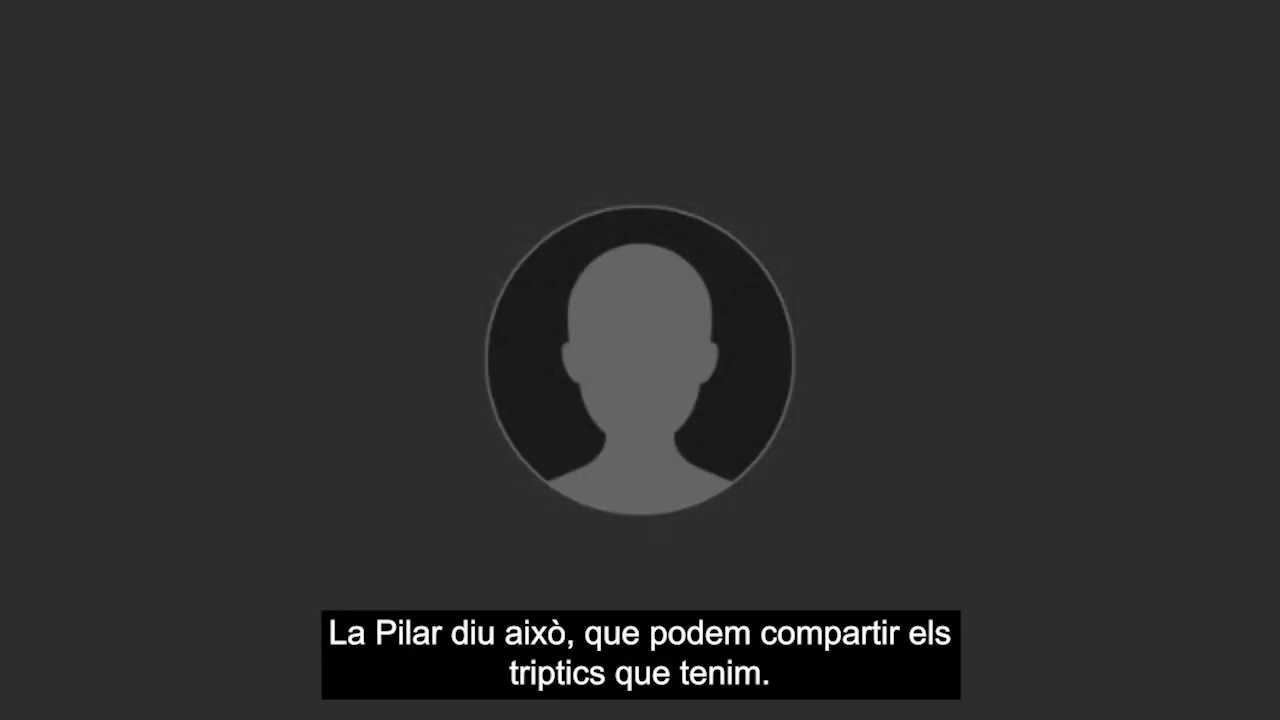 La Pilar diu això, que podem compartir els
triptics que tenim.